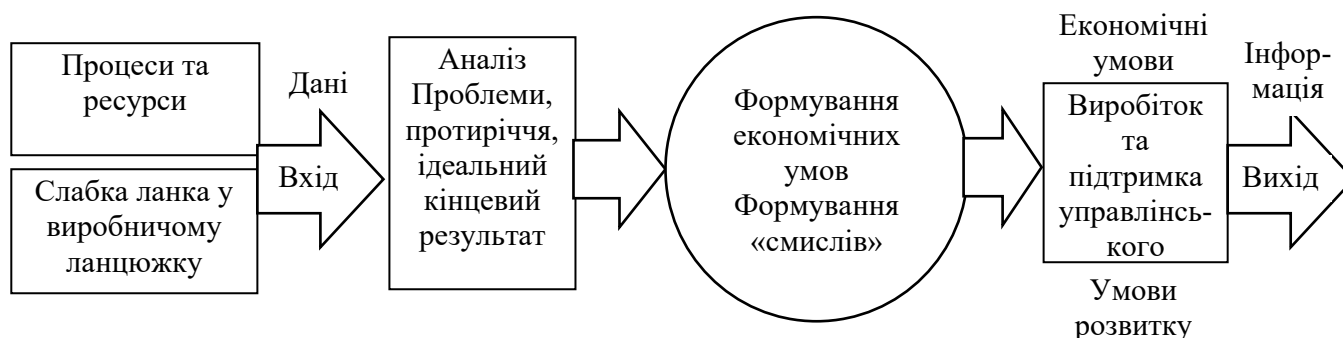 Процеси та
ресурси
Слабка ланка у
виробничому
ланцюжку
Дані
Вхід
Аналіз
Проблеми,
протиріччя,
ідеальний
кінцевий
результат
Формування
економічних
умов
Формування
«смислів»
Економічні
умови
Виробіток
та
підтримка
управлінсь-
кого
Умови
розвитку
Інфор-
мація
Вихід